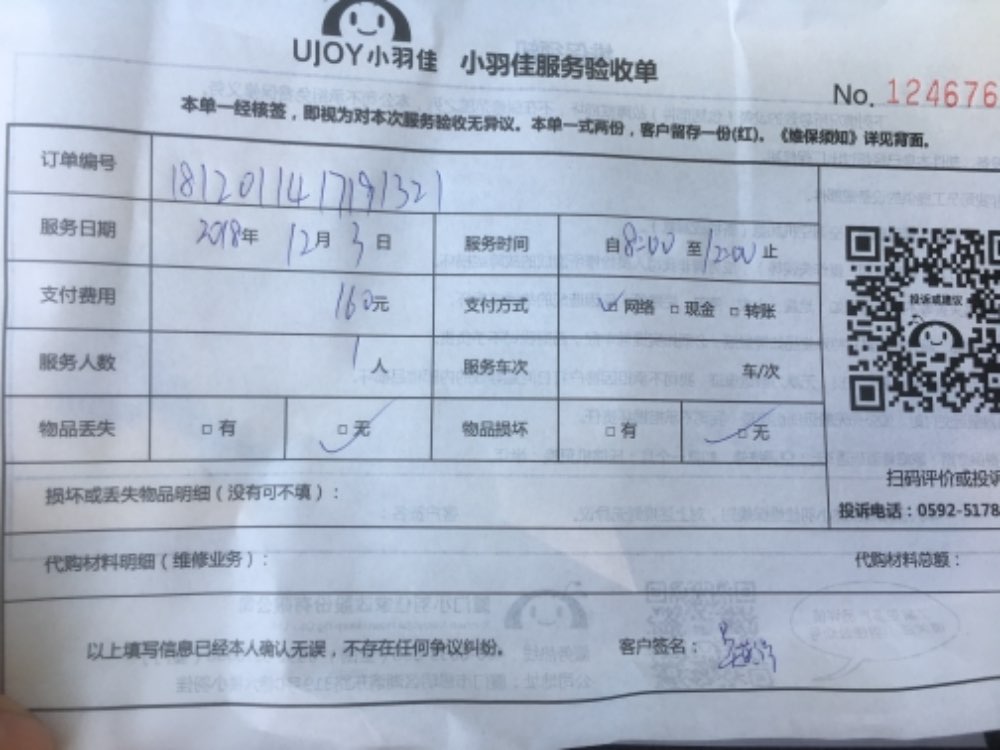 UJOY小羽佳 小羽佳服务验收单
No. 124676
本单一经核签，即视为对本次服务验收无异议。本单一式两份，客户留存一份(红)。《维保须知》详见背面。
订单编号 1812011417191321
服务日期 2018年 12月 3日 服务时间 自8:00至12:00止
支付费用 160元 支付方式 网络 现金 转账
投诉或建议
服务人数 1人 服务车次 车/次
物品丢失 有 无 物品损坏 有 无
扫码评价或投诉
损坏或丢失物品明细（没有可不填）：
投诉电话：0592-5178
代购材料明细（维修业务）： 代购材料总额：
以上填写信息已经本人确认无误，不存在任何争议纠纷。 客户签名：